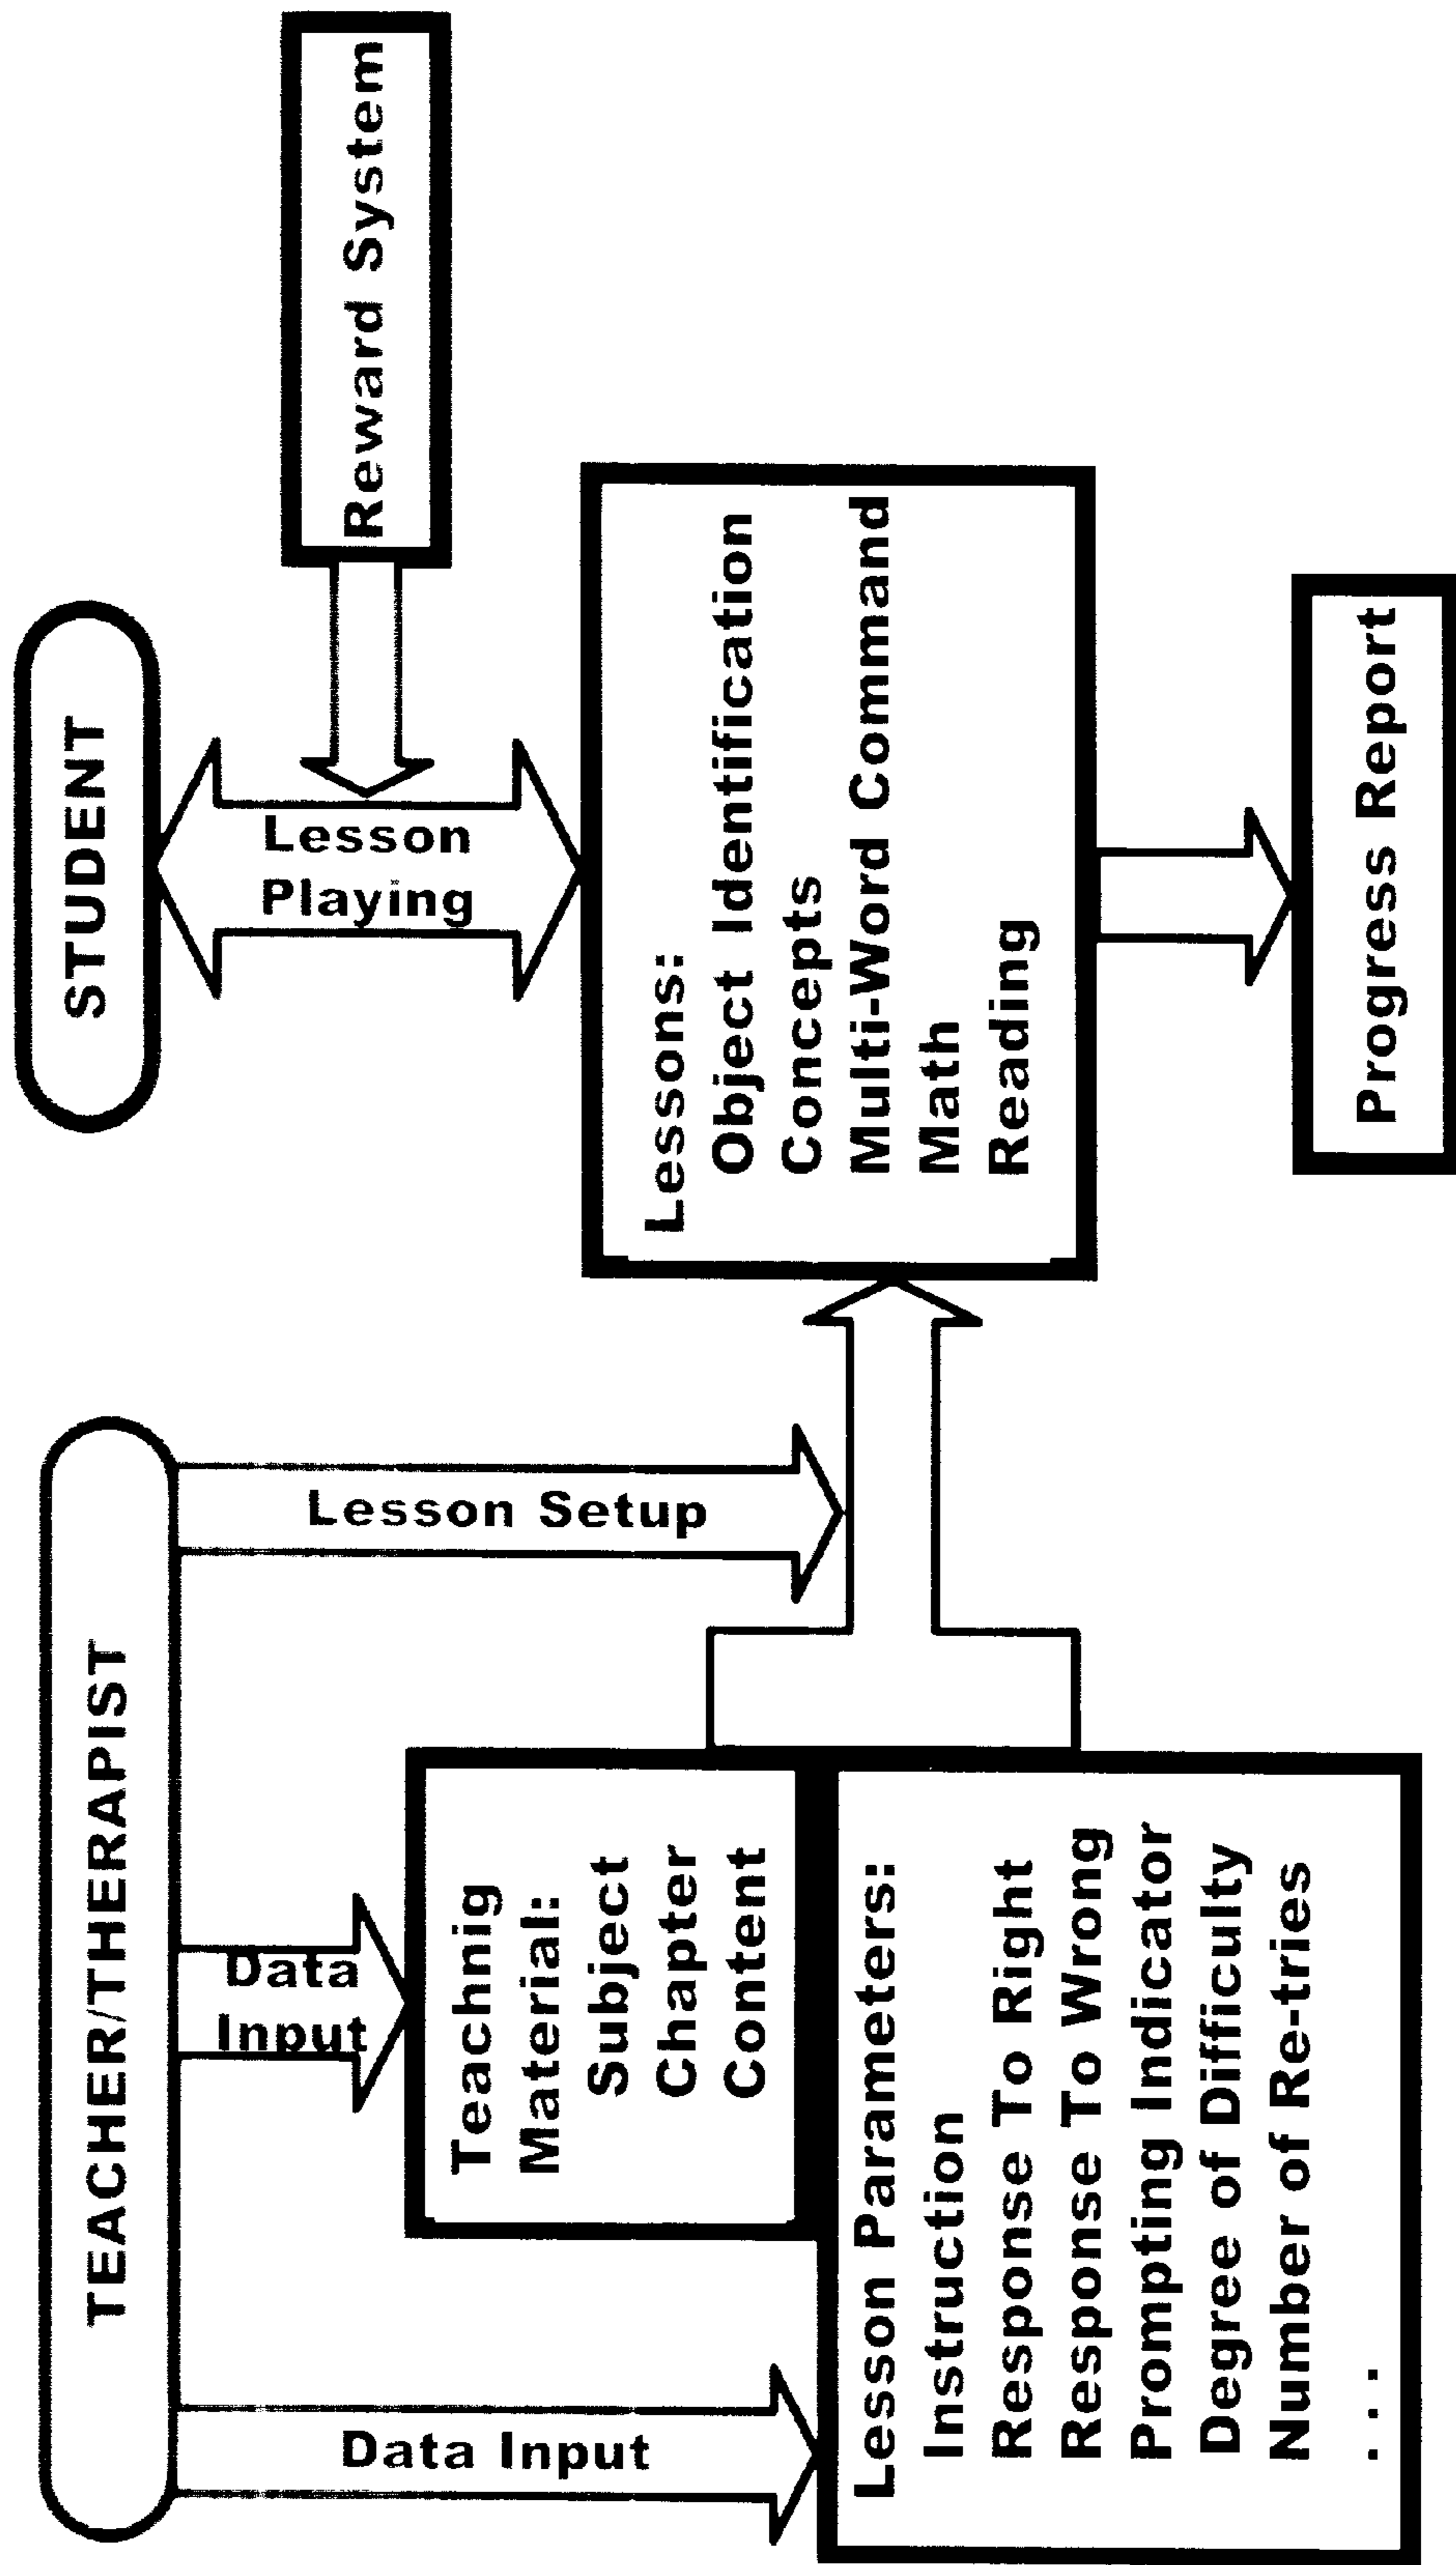 TEACHER/THERAPIST
STUDENT
Data Input
Data
Input
Lesson Setup
Lesson
Playing
Reward System
Teachnig
Material:
Subject
Chapter
Content
Lesson Parameters:
Instruction
Response To Right
Response To Wrong
Prompting Indicator
Degree of Difficulty
Number of Re-tries
. . .
Lessons:
Object Identification
Concepts
Multi-Word Command
Math
Reading
Progress Report